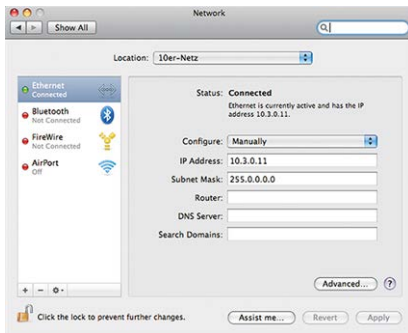 Network
Show All
Location: 10er-Netz
Ethernet
Connected
Bluetooth
Not Connected
FireWire
Not Connected
AirPort
Off
Status: Connected
Ethernet is currently active and has the IP
address 10.3.0.11.
Configure: Manually
IP Address: 10.3.0.11
Subnet Mask: 255.0.0.0
Router:
DNS Server:
Search Domains:
Advanced... ?
Click the lock to prevent further changes.
Assist me... Revert Apply